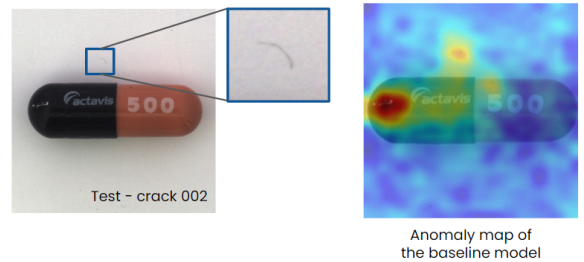 actavis 500
actavis 500
Test - crack 002
Anomaly map of
the baseline model